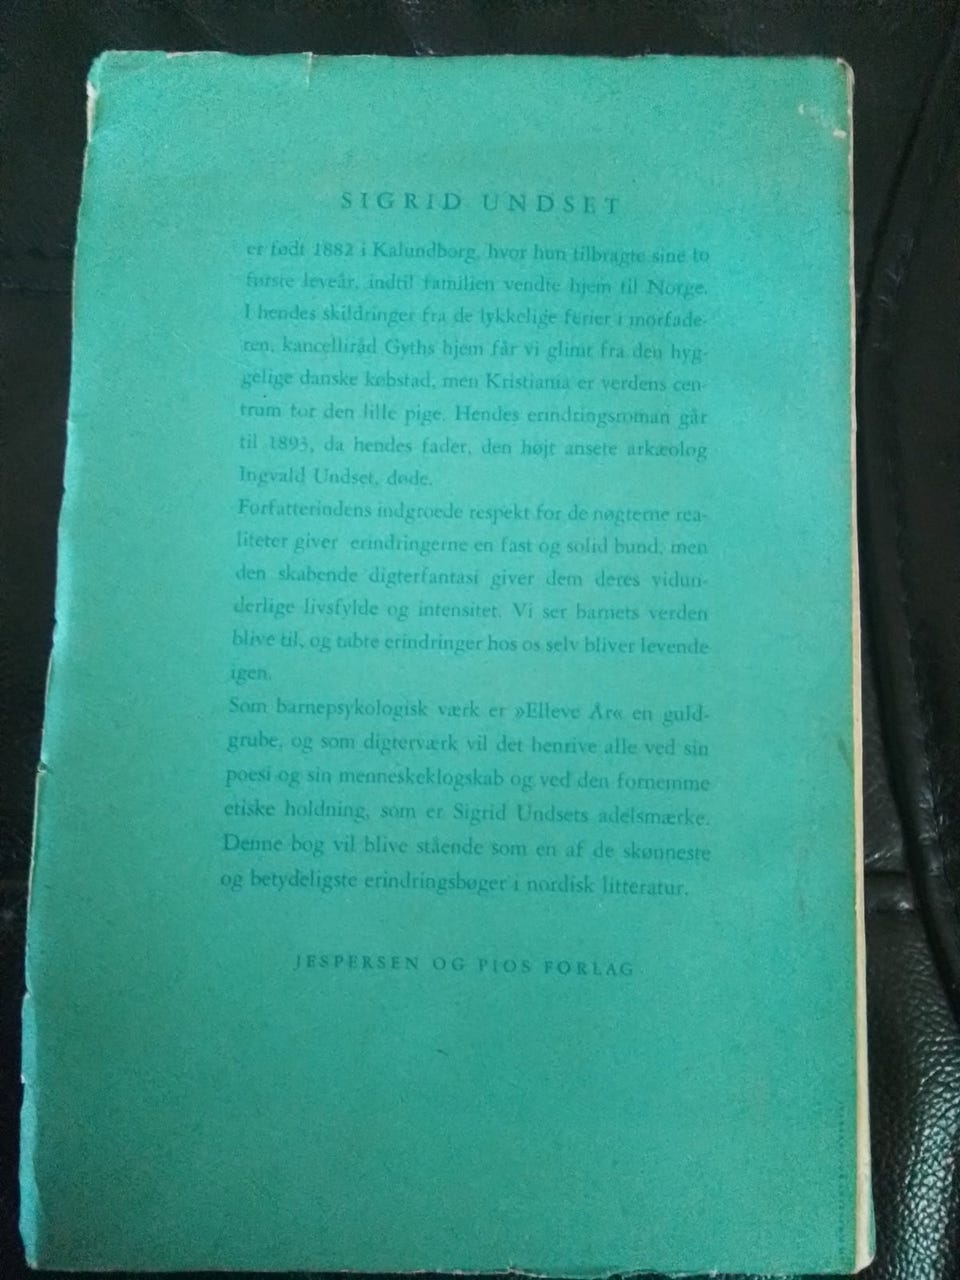 SIGRID UNDSET
er født 1882 i Kalundborg, hvor hun tilbragte sine to
første leveår, indtil familien vendte hjem til Norge.
I hendes skildringer fra de lykkelige ferier i morfade-
ren, kancelliråd Gyths hjem får vi glimt fra den hyg-
gelige danske købstad, men Kristiania er verdens cen-
trum for den lille pige. Hendes erindringsroman går
til 1893, da hendes fader, den højt ansete arkæolog
Ingvald Undset, døde.
Forfatterindens indgroede respekt for de nøgterne rea-
liteter giver erindringerne en fast og solid bund, men
den skabende digterfantasi giver dem deres vidun-
derlige livsfylde og intensitet. Vi ser barnets verden
blive til, og tabte erindringer hos os selv bliver levende
igen.
Som barnepsykologisk værk er »Elleve År« en guld-
grube, og som digterværk vil det henrive alle ved sin
poesi og sin menneskeklogskab og ved den fornemme
etiske holdning, som er Sigrid Undsets adelsmærke.
Denne bog vil blive stående som en af de skønneste
og betydeligste erindringsbøger i nordisk litteratur.
JESPERSEN OG PIOS FORLAG